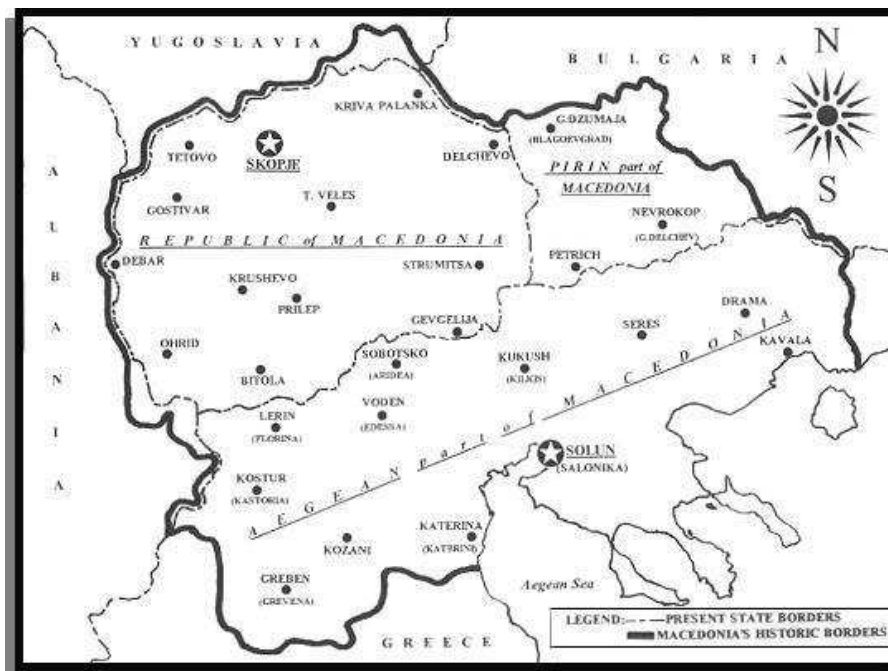 YUGOSLAVIA
BULGARIA
N
S
KRIVA PALANKA
G.DZUMAJA
(BLAGOEVGRAD)
TETOVO
SKOPJE
DELCHEVO
PIRIN part of
MACEDONIA
GOSTIVAR
T. VELES
NEVROKOP
(G.DELCHEV)
REPUBLIC of MACEDONIA
ALBANIA
DEBAR
STRUMITSA
PETRICH
KRUSHEVO
PRILEP
DRAMA
GEVGELIJA
SERES
KAVALA
OHRID
SOBOTSKO
(ARIDEA)
KUKUSH
(KILKIS)
BITOLA
VODEN
(EDESSA)
LERIN
(FLORINA)
AEGEAN part of MACEDONIA
SOLUN
(SALONIKA)
KOSTUR
(KASTORIA)
KATERINA
(KATERINI)
KOZANI
GREBEN
(GREVENA)
Aegean Sea
LEGEND:
PRESENT STATE BORDERS
MACEDONIA'S HISTORIC BORDERS
GREECE